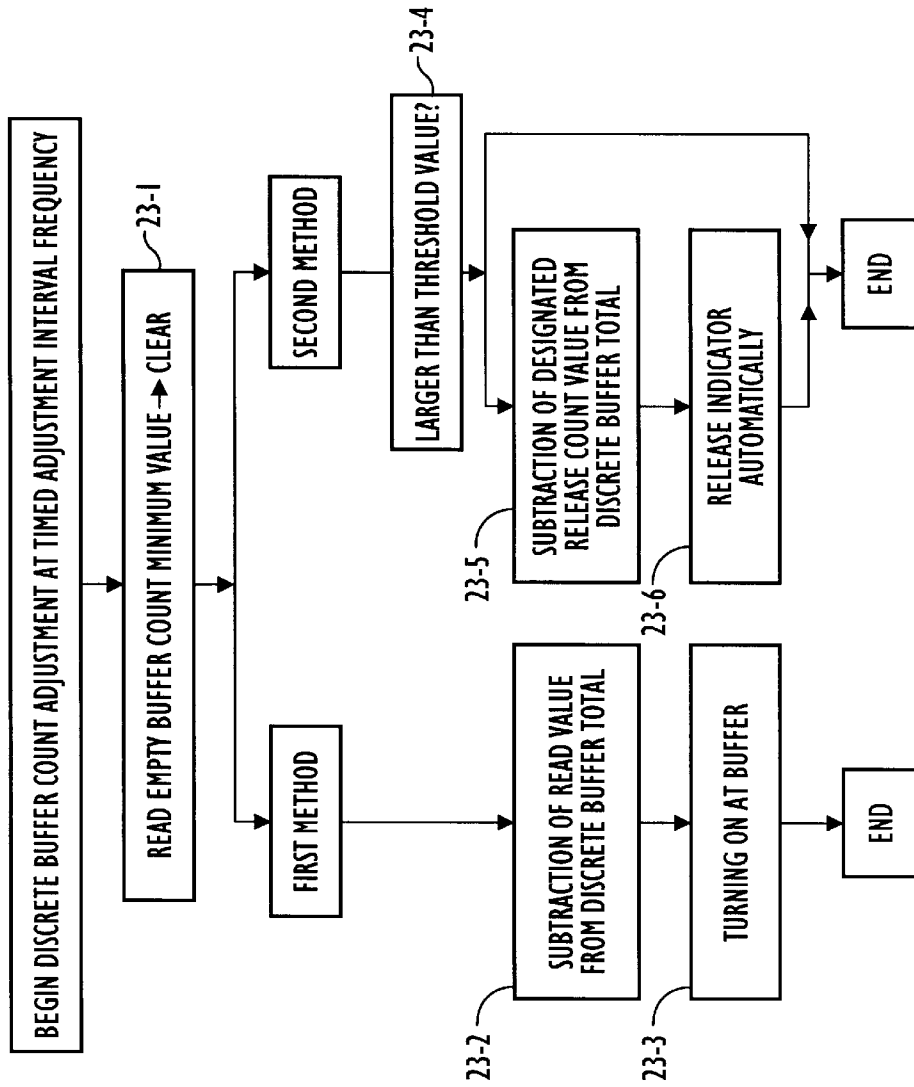 BEGIN DISCRETE BUFFER COUNT ADJUSTMENT AT TIMED ADJUSTMENT INTERVAL FREQUENCY
23-1
READ EMPTY BUFFER COUNT MINIMUM VALUE → CLEAR
FIRST METHOD
SECOND METHOD
23-4
LARGER THAN THRESHOLD VALUE?
23-2
SUBTRACTION OF READ VALUE
FROM DISCRETE BUFFER TOTAL
23-3
TURNING ON AT BUFFER
END
23-5
SUBTRACTION OF DESIGNATED
RELEASE COUNT VALUE FROM
DISCRETE BUFFER TOTAL
23-6
RELEASE INDICATOR
AUTOMATICALLY
END